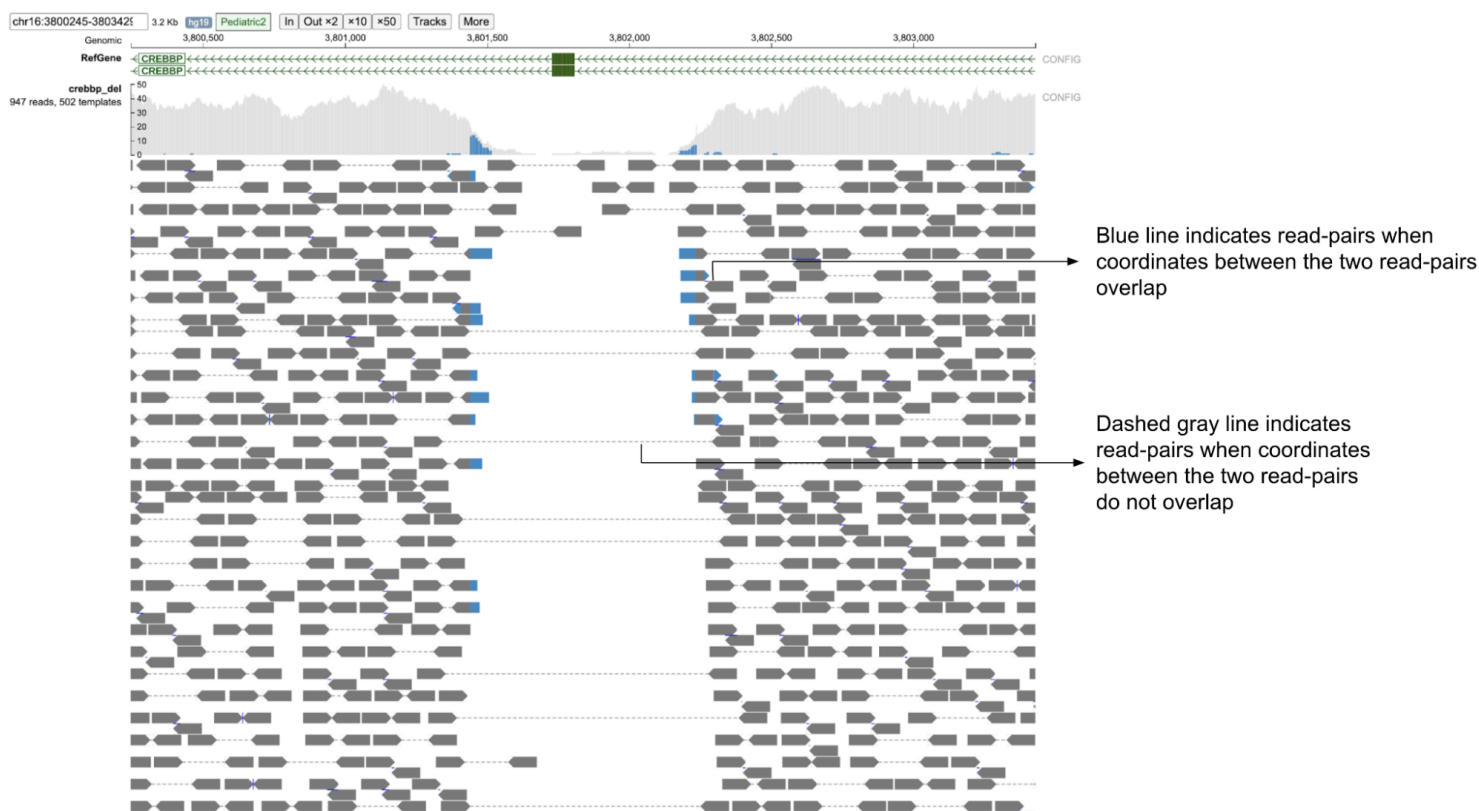 chr16:3800245-3803429 3.2 Kb hg19 Pediatric2 In Out ×2 ×10 ×50 Tracks More
Genomic 3,800,500 3,801,000 3,801,500 3,802,000 3,802,500 3,803,000
RefGene CREBBP CONFIG
CREBBP
crebbp_del 50 CONFIG
947 reads, 502 templates 40
30
20
10
0
Blue line indicates read-pairs when
coordinates between the two read-pairs
overlap
Dashed gray line indicates
read-pairs when coordinates
between the two read-pairs
do not overlap